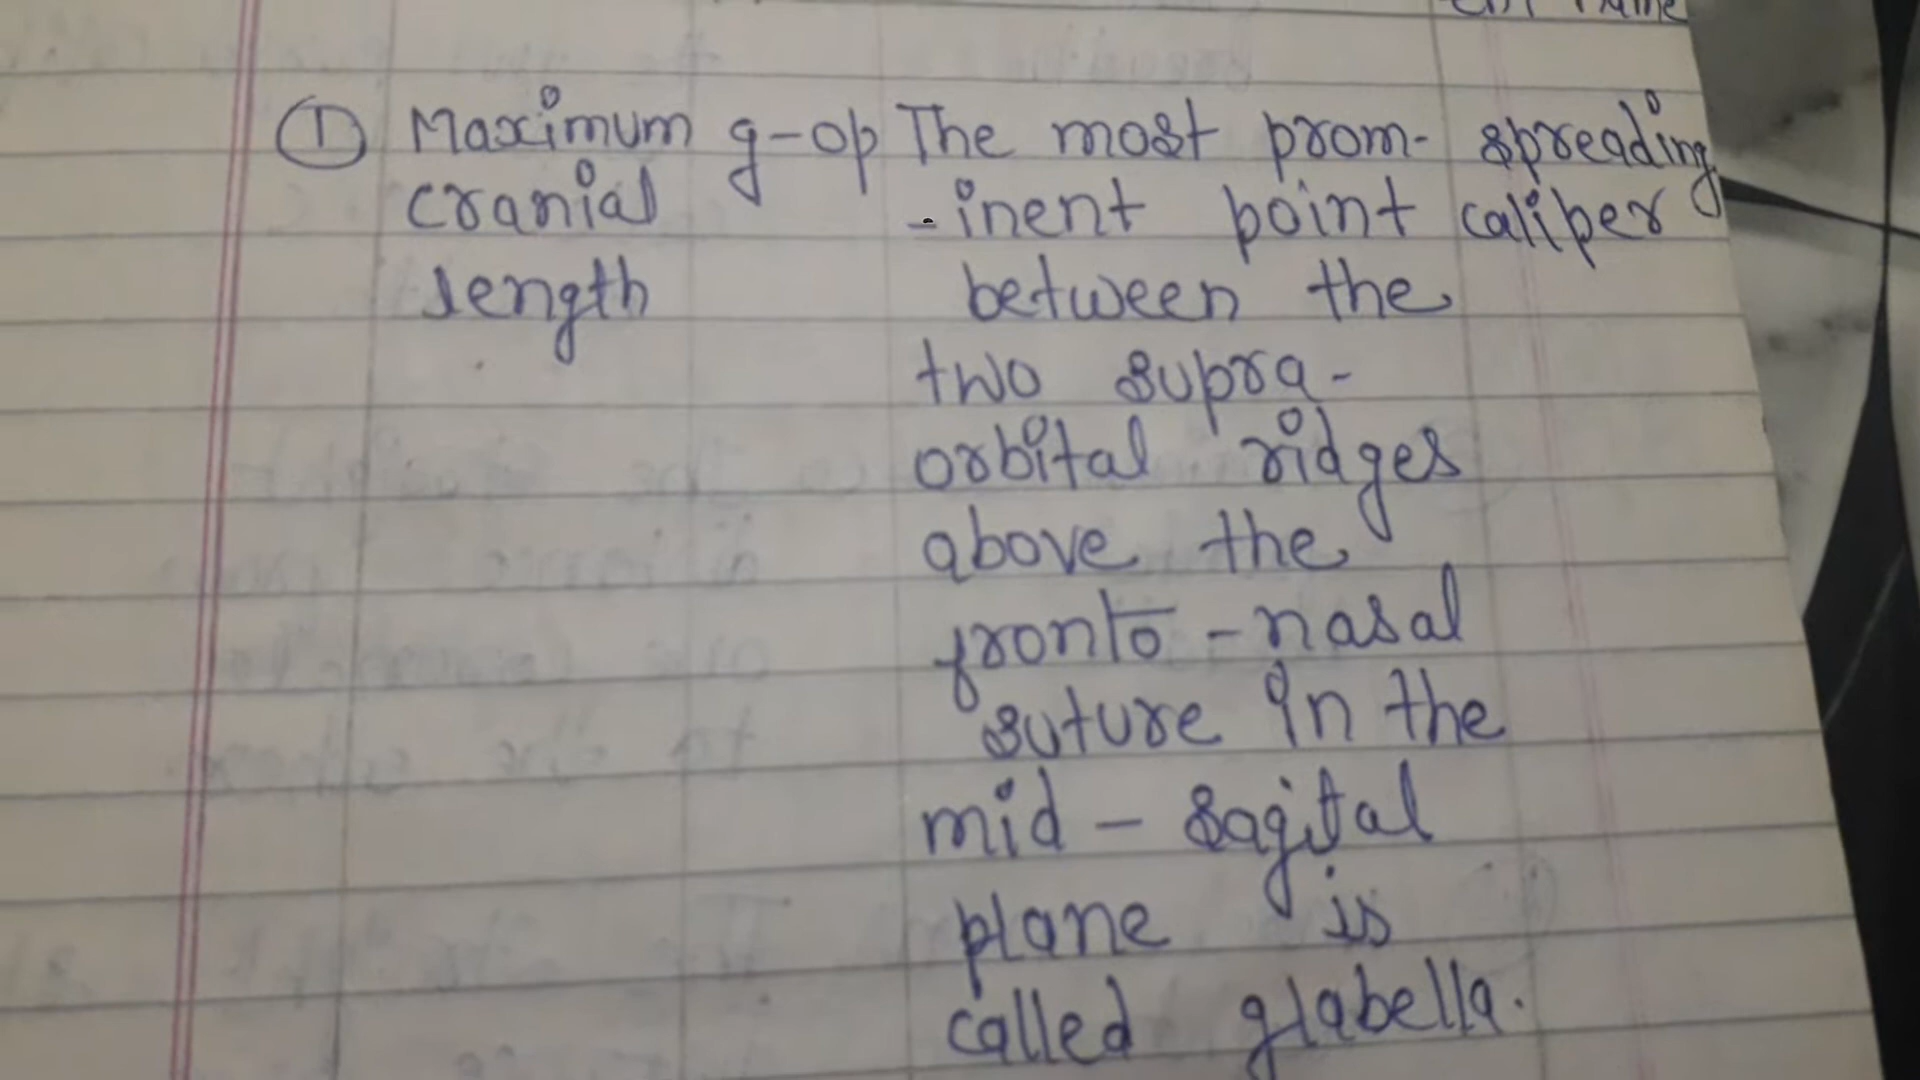 ① Maximum g-op The most prom- spreading
cranial -inent point caliper
length between the
two supra-
orbital ridges
above the
fronto-nasal
suture in the
mid-sagital
plane is
called glabella.